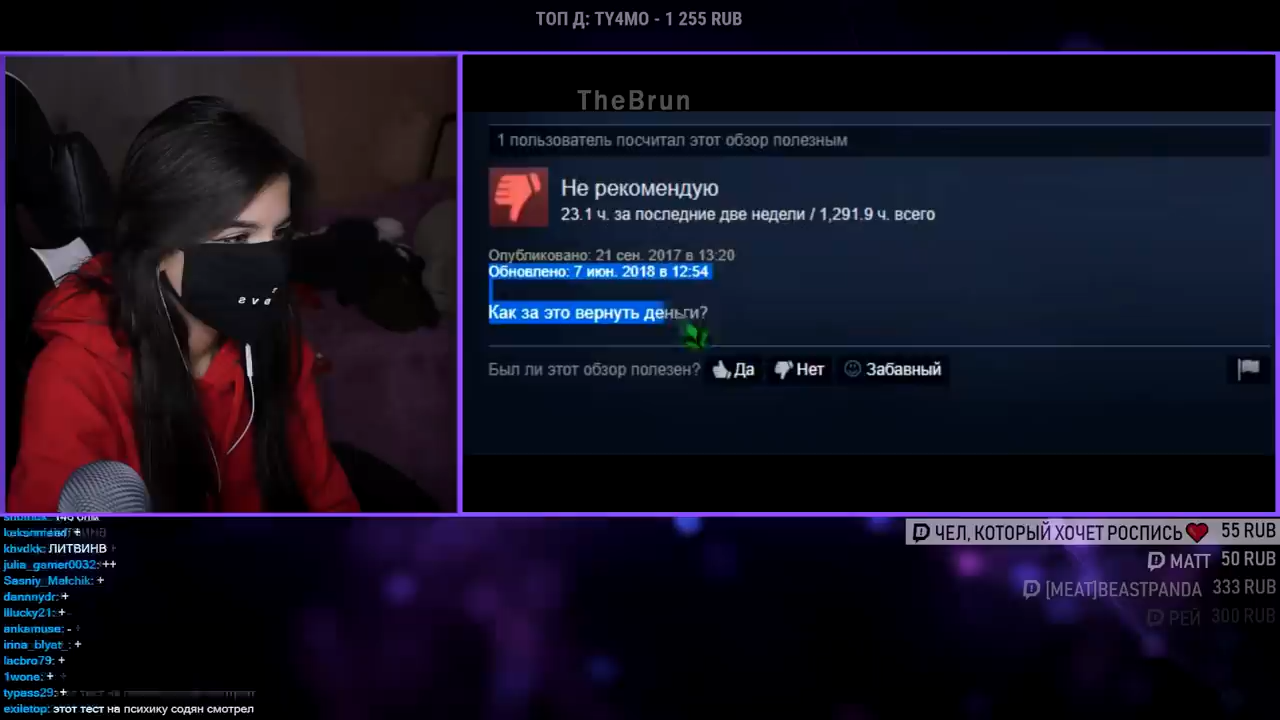 ТОП Д: TY4MO - 1 255 RUB
TheBrun
1 пользователь посчитал этот обзор полезным
Не рекомендую
23.1 ч. за последние две недели / 1,291.9 ч. всего
Опубликовано: 21 сен. 2017 в 13:20
Обновлено: 7 июн. 2018 в 12:54
Как за это вернуть деньги?
Был ли этот обзор полезен? Да Нет Забавный
ЧЕЛ, КОТОРЫЙ ХОЧЕТ РОСПИСЬ 55 RUB
MATT 50 RUB
[MEAT]BEASTPANDA 333 RUB
РЕЙ 300 RUB
khvdkk: ЛИТВИНВ
julia_gamer0032: ++
Sasniy_Malchik: +
dannnydr: +
lllucky21: +
ankamuse: -
irina_blyat_: +
lacbro79: +
1wone: +
typass29: +
exiletop: этот тест на психику содян смотрел